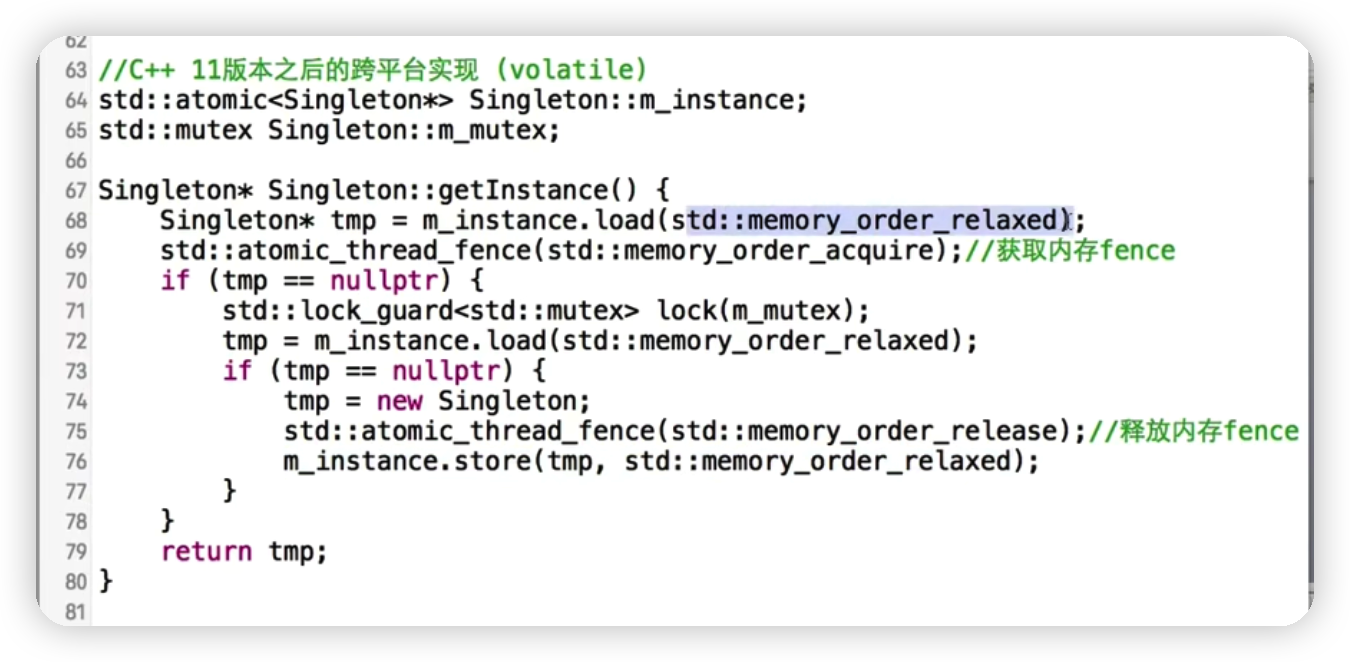 62
63 //C++ 11版本之后的跨平台实现 (volatile)
64 std::atomic<Singleton*> Singleton::m_instance;
65 std::mutex Singleton::m_mutex;
66
67 Singleton* Singleton::getInstance() {
68     Singleton* tmp = m_instance.load(std::memory_order_relaxed);
69     std::atomic_thread_fence(std::memory_order_acquire);//获取内存fence
70     if (tmp == nullptr) {
71         std::lock_guard<std::mutex> lock(m_mutex);
72         tmp = m_instance.load(std::memory_order_relaxed);
73         if (tmp == nullptr) {
74             tmp = new Singleton;
75             std::atomic_thread_fence(std::memory_order_release);//释放内存fence
76             m_instance.store(tmp, std::memory_order_relaxed);
77         }
78     }
79     return tmp;
80 }
81